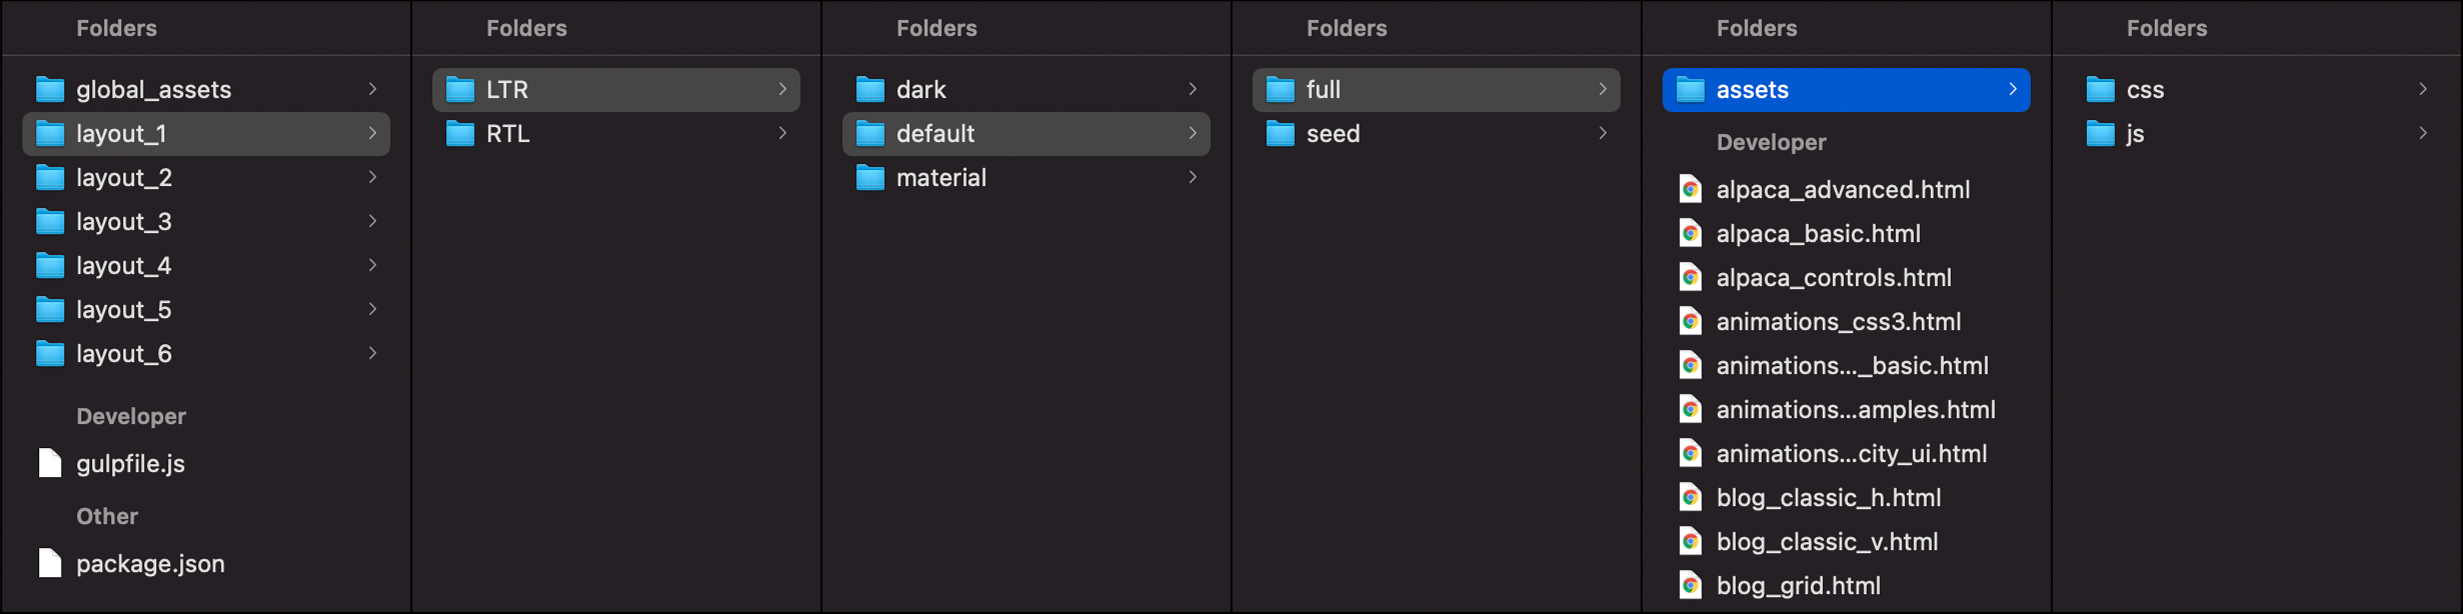 Folders
global_assets
layout_1
layout_2
layout_3
layout_4
layout_5
layout_6
Developer
gulpfile.js
Other
package.json
Folders
LTR
RTL
Folders
dark
default
material
Folders
full
seed
Folders
assets
Developer
alpaca_advanced.html
alpaca_basic.html
alpaca_controls.html
animations_css3.html
animations..._basic.html
animations...amples.html
animations...city_ui.html
blog_classic_h.html
blog_classic_v.html
blog_grid.html
Folders
css
js